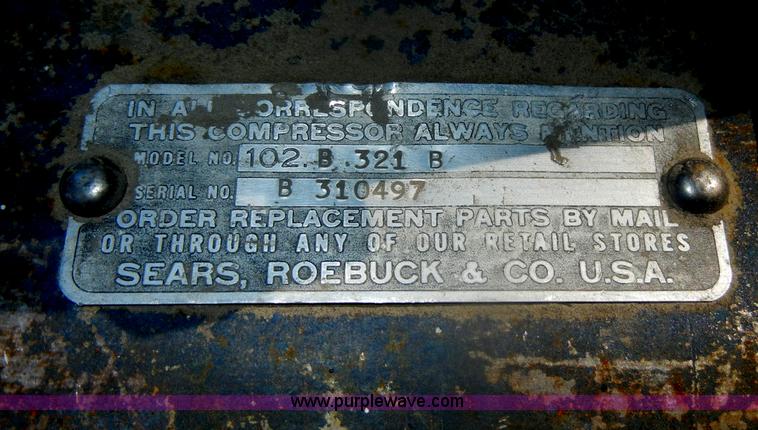 IN ALL CORRESPONDENCE REGARDING
THIS COMPRESSOR ALWAYS MENTION
MODEL NO. 102.B.321 B
SERIAL NO. B 310497
ORDER REPLACEMENT PARTS BY MAIL
OR THROUGH ANY OF OUR RETAIL STORES
SEARS, ROEBUCK & CO. U.S.A.
www.purplewave.com